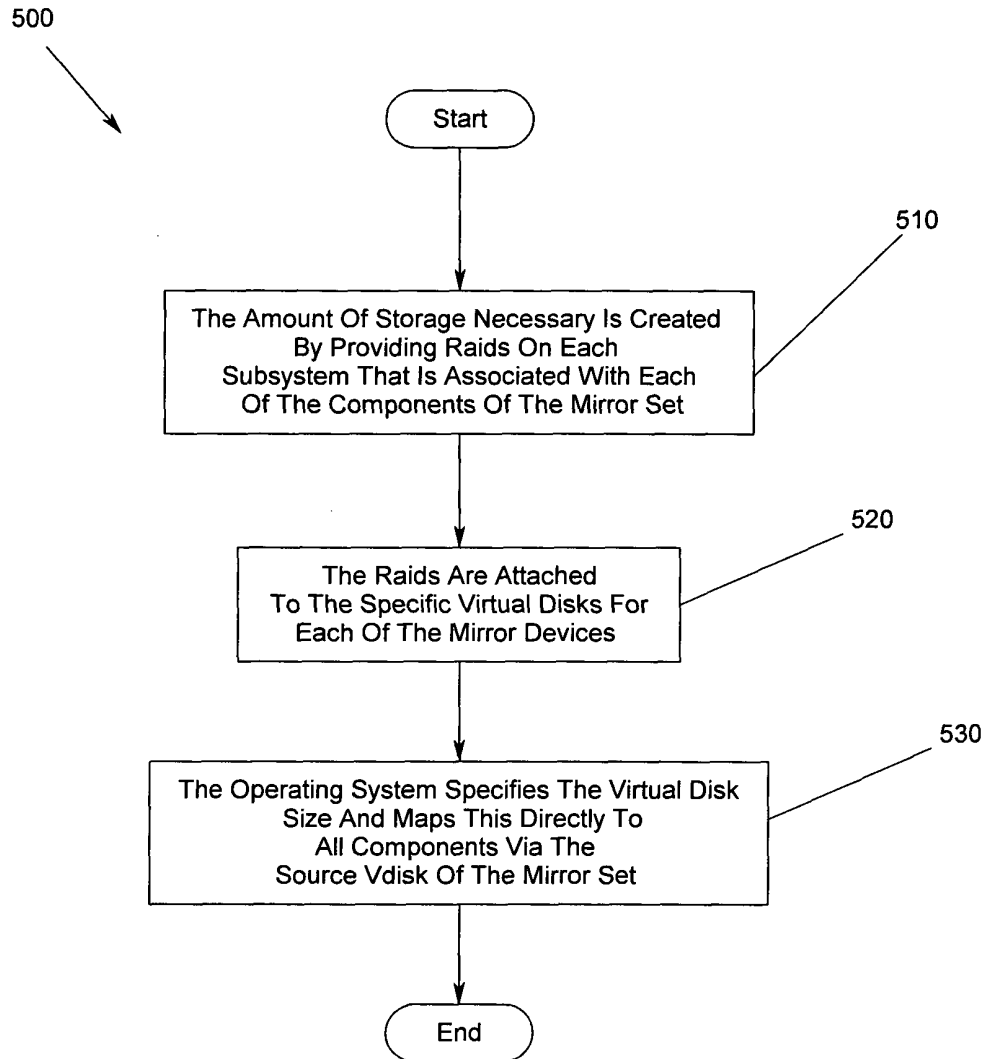 500
Start
510
The Amount Of Storage Necessary Is Created
By Providing Raids On Each
Subsystem That Is Associated With Each
Of The Components Of The Mirror Set
520
The Raids Are Attached
To The Specific Virtual Disks For
Each Of The Mirror Devices
530
The Operating System Specifies The Virtual Disk
Size And Maps This Directly To
All Components Via The
Source Vdisk Of The Mirror Set
End